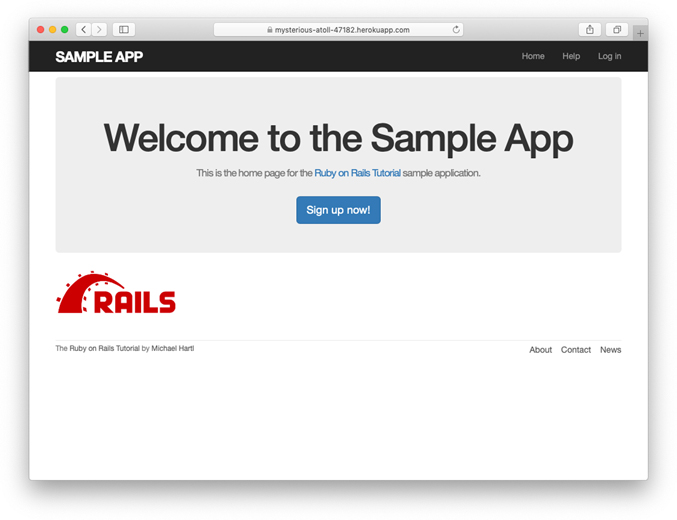 mysterious-atoll-47182.herokuapp.com
SAMPLE APP
Home Help Log in
Welcome to the Sample App
This is the home page for the Ruby on Rails Tutorial sample application.
Sign up now!
RAILS
The Ruby on Rails Tutorial by Michael Hartl
About Contact News